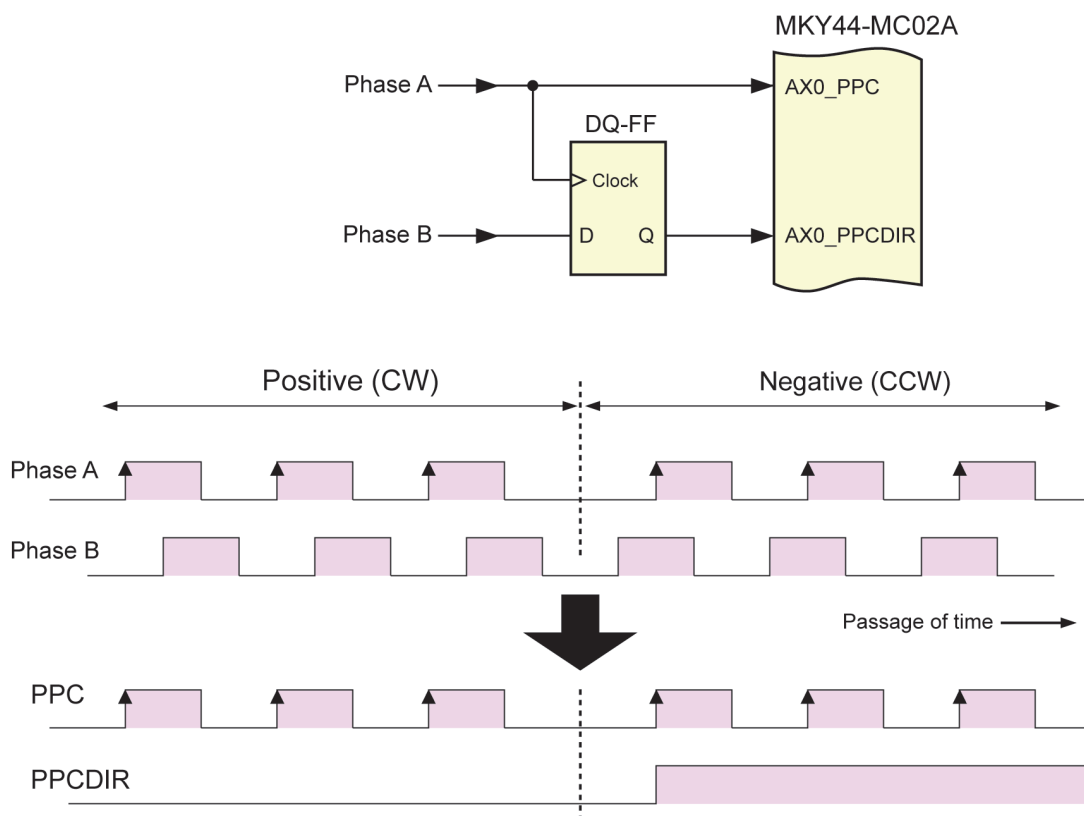 MKY44-MC02A
Phase A
AX0_PPC
DQ-FF
Clock
Phase B
D
Q
AX0_PPCDIR
Positive (CW)
Negative (CCW)
Phase A
Phase B
Passage of time
PPC
PPCDIR